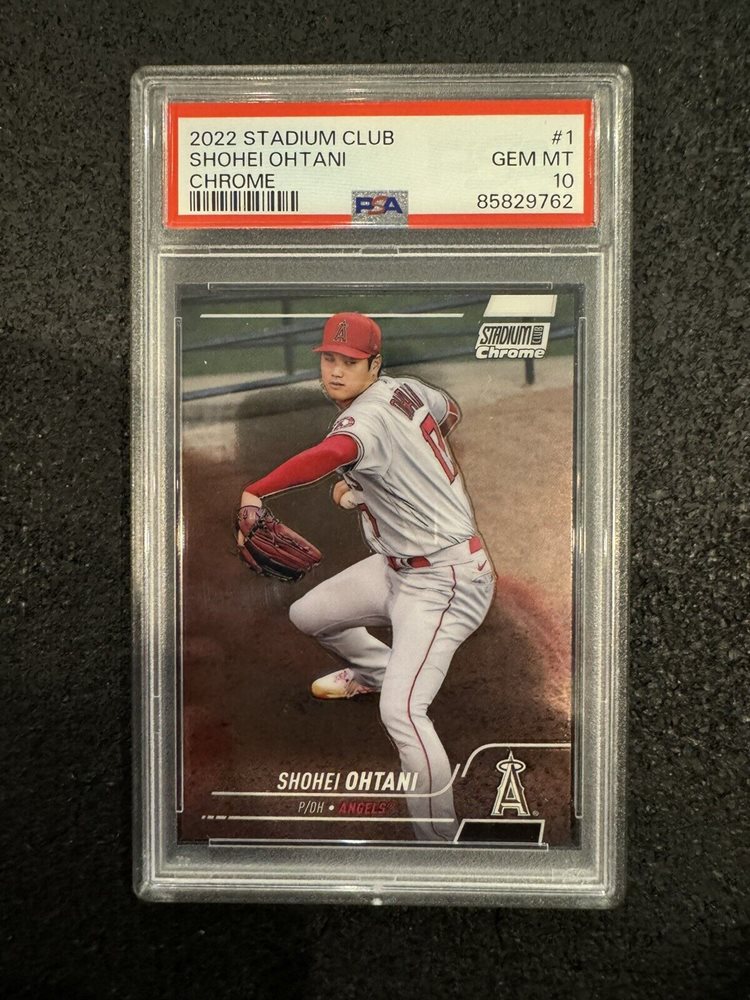 2022 STADIUM CLUB #1
SHOHEI OHTANI GEM MT
CHROME 10
PSA 85829762
STADIUM CLUB
Chrome
A
SHOHEI OHTANI
P/DH • ANGELS®
A®